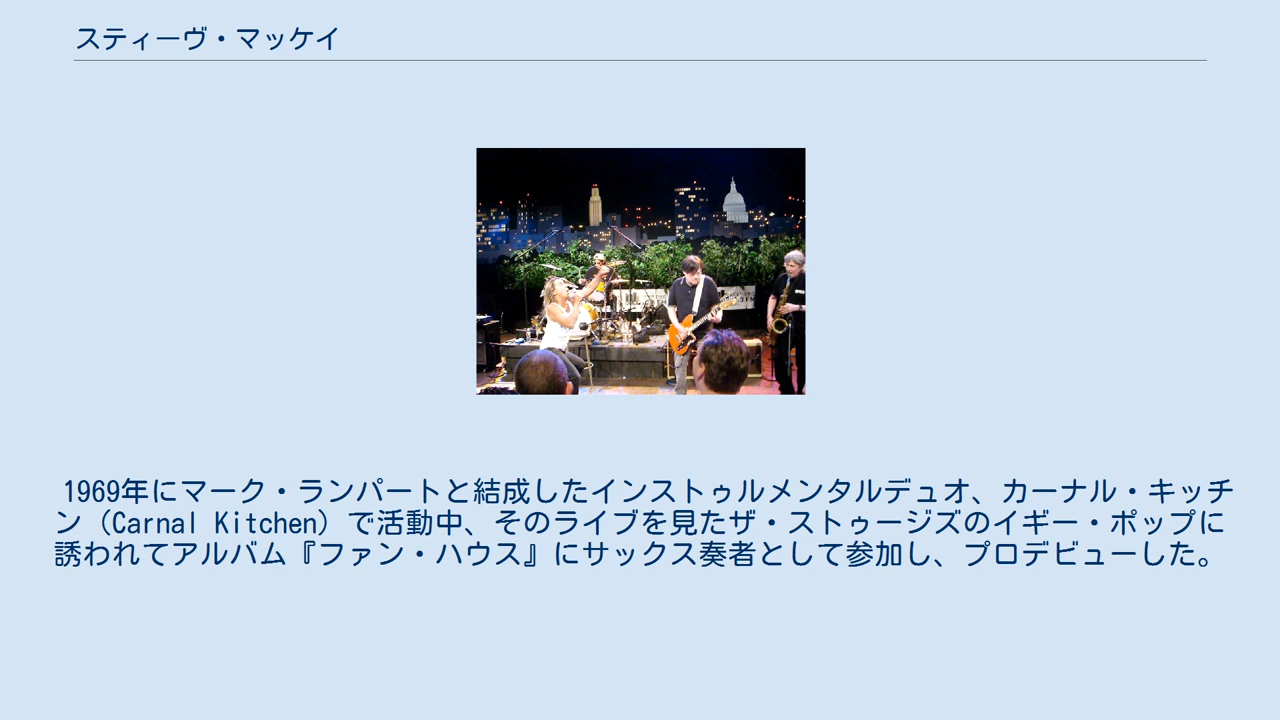 スティーヴ・マッケイ
1969年にマーク・ランパートと結成したインストゥルメンタルデュオ、カーナル・キッチ
ン（Carnal Kitchen）で活動中、そのライブを見たザ・ストゥージズのイギー・ポップに
誘われてアルバム『ファン・ハウス』にサックス奏者として参加し、プロデビューした。